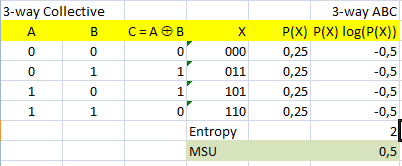 3-way Collective 3-way ABC
A B C = A ⊕ B X P(X) P(X) log(P(X))
0 0 0 000 0,25 -0,5
0 1 1 011 0,25 -0,5
1 0 1 101 0,25 -0,5
1 1 0 110 0,25 -0,5
Entropy 2
MSU 0,5